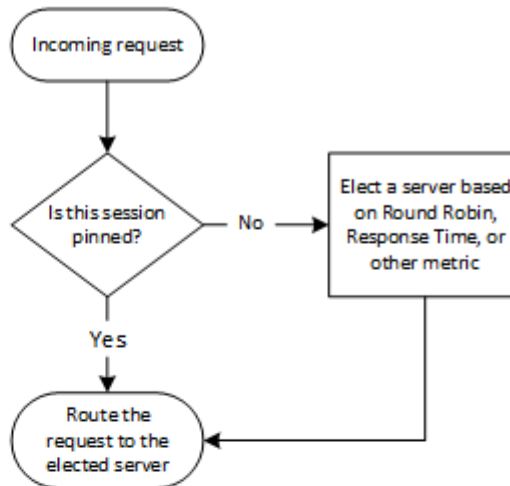 Incoming request
Is this session
pinned?
No
Elect a server based
on Round Robin,
Response Time, or
other metric
Yes
Route the
request to the
elected server